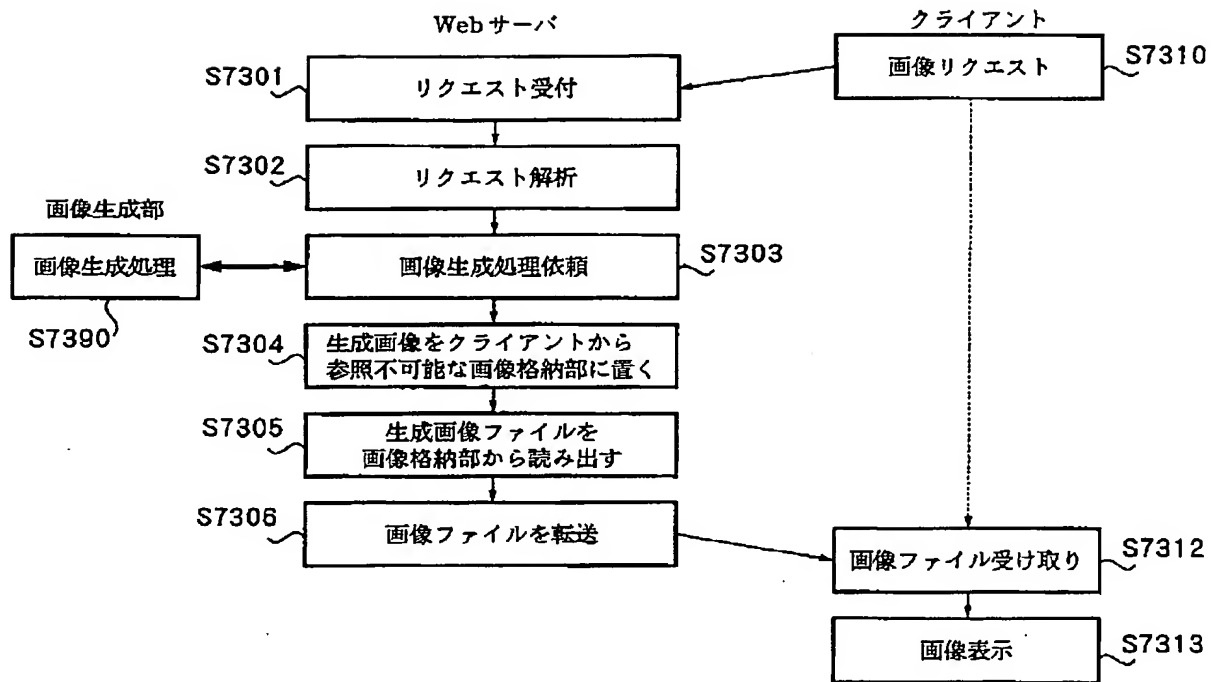 Webサーバ
クライアント
S7301
リクエスト受付
画像リクエスト
S7310
S7302
リクエスト解析
画像生成部
画像生成処理
画像生成処理依頼
S7303
S7390
S7304
生成画像をクライアントから
参照不可能な画像格納部に置く
S7305
生成画像ファイルを
画像格納部から読み出す
S7306
画像ファイルを転送
画像ファイル受け取り
S7312
画像表示
S7313